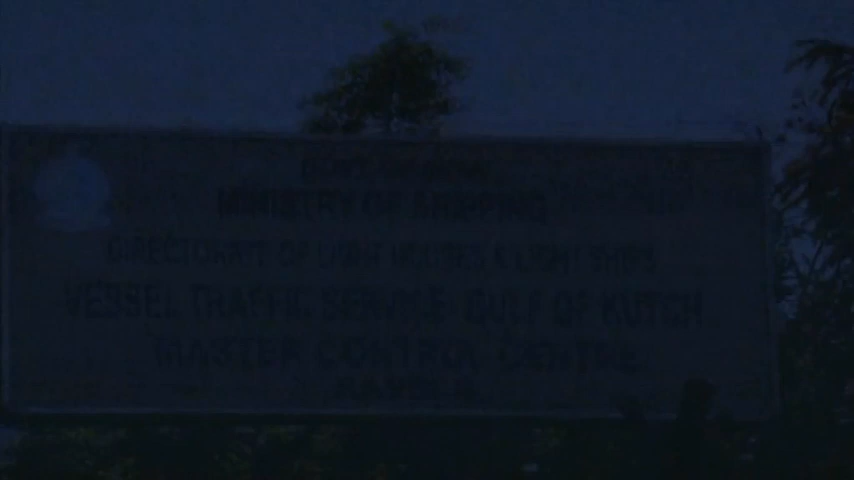 MINISTRY OF SHIPPING
DIRECTORATE OF LIGHT HOUSES & LIGHT SHIPS
VESSEL TRAFFIC SERVICE GULF OF KUTCH
MASTER CONTROL CENTRE